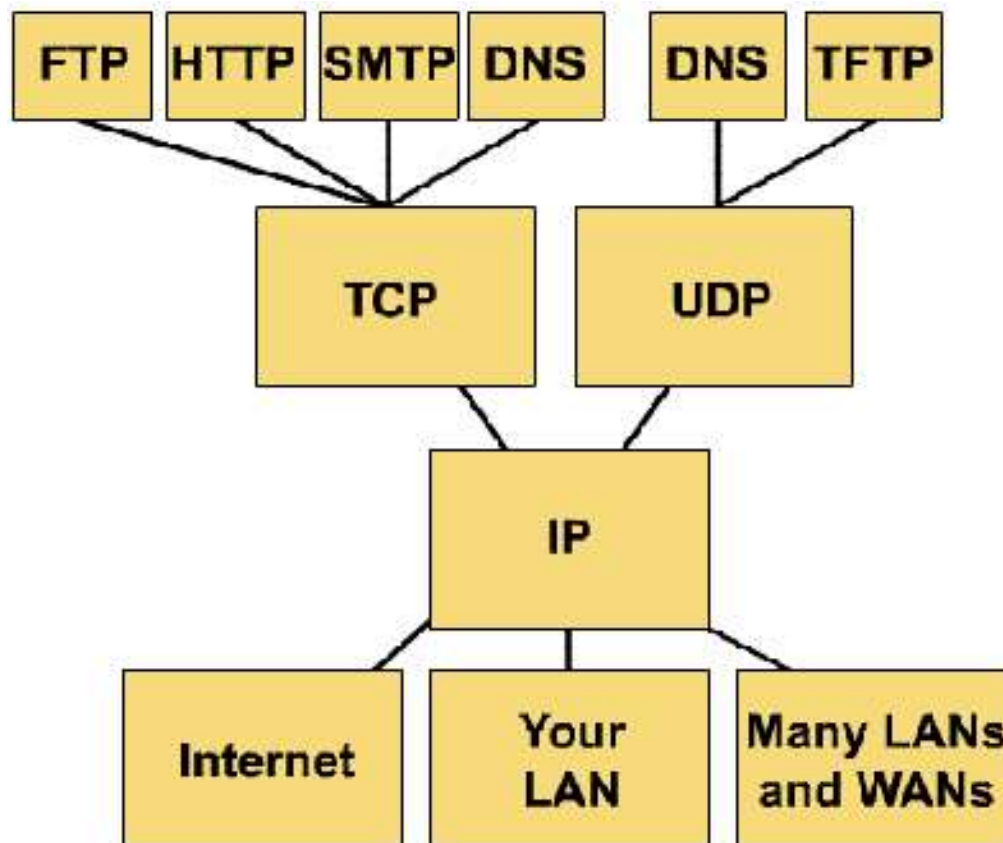 FTP
HTTP
SMTP
DNS
DNS
TFTP
TCP
UDP
IP
Internet
Your
LAN
Many LANs
and WANs